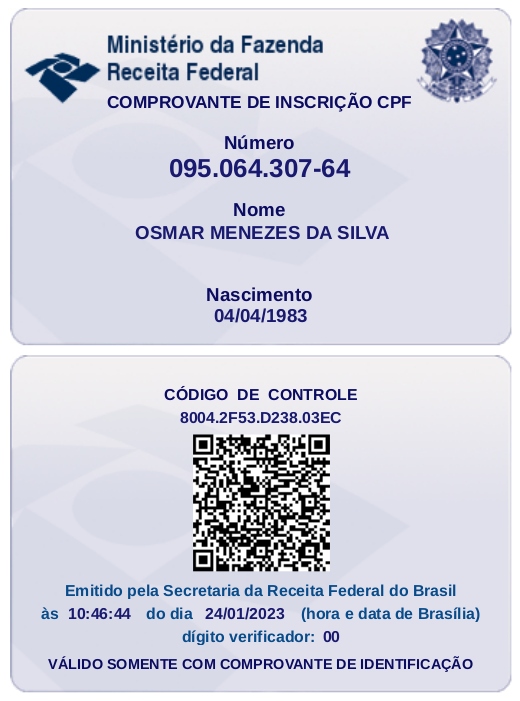 Ministério da Fazenda
Receita Federal
COMPROVANTE DE INSCRIÇÃO CPF
Número
095.064.307-64
Nome
OSMAR MENEZES DA SILVA
Nascimento
04/04/1983
CÓDIGO DE CONTROLE
8004.2F53.D238.03EC
Emitido pela Secretaria da Receita Federal do Brasil
às 10:46:44 do dia 24/01/2023 (hora e data de Brasília)
dígito verificador: 00
VÁLIDO SOMENTE COM COMPROVANTE DE IDENTIFICAÇÃO